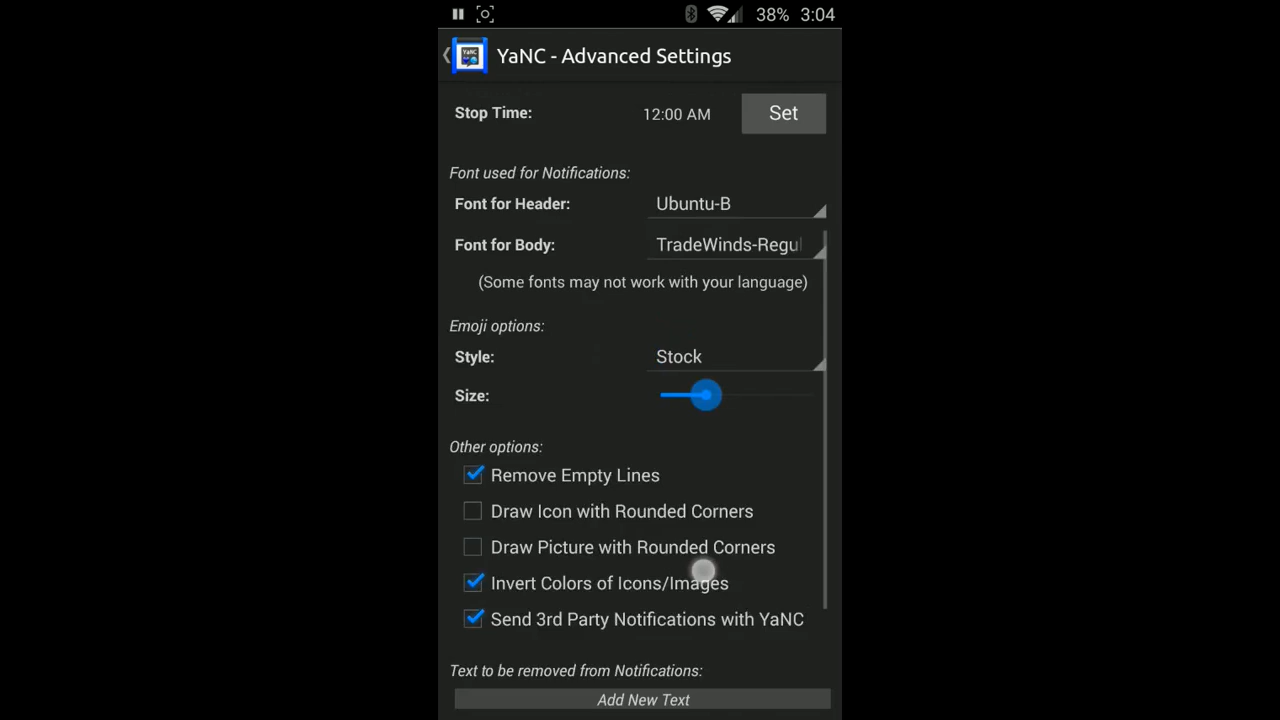 38% 3:04
YaNC YaNC - Advanced Settings
Stop Time: 12:00 AM Set
Font used for Notifications:
Font for Header: Ubuntu-B
Font for Body: TradeWinds-Regul
(Some fonts may not work with your language)
Emoji options:
Style: Stock
Size:
Other options:
Remove Empty Lines
Draw Icon with Rounded Corners
Draw Picture with Rounded Corners
Invert Colors of Icons/Images
Send 3rd Party Notifications with YaNC
Text to be removed from Notifications:
Add New Text